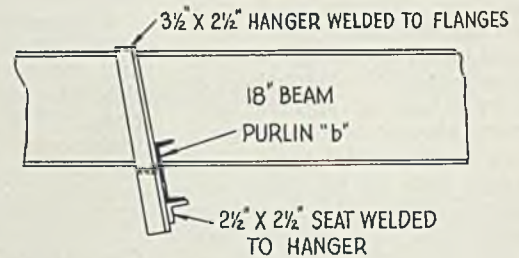 3½" X 2½" HANGER WELDED TO FLANGES
18" BEAM
PURLIN "b"
2½" X 2½" SEAT WELDED
TO HANGER